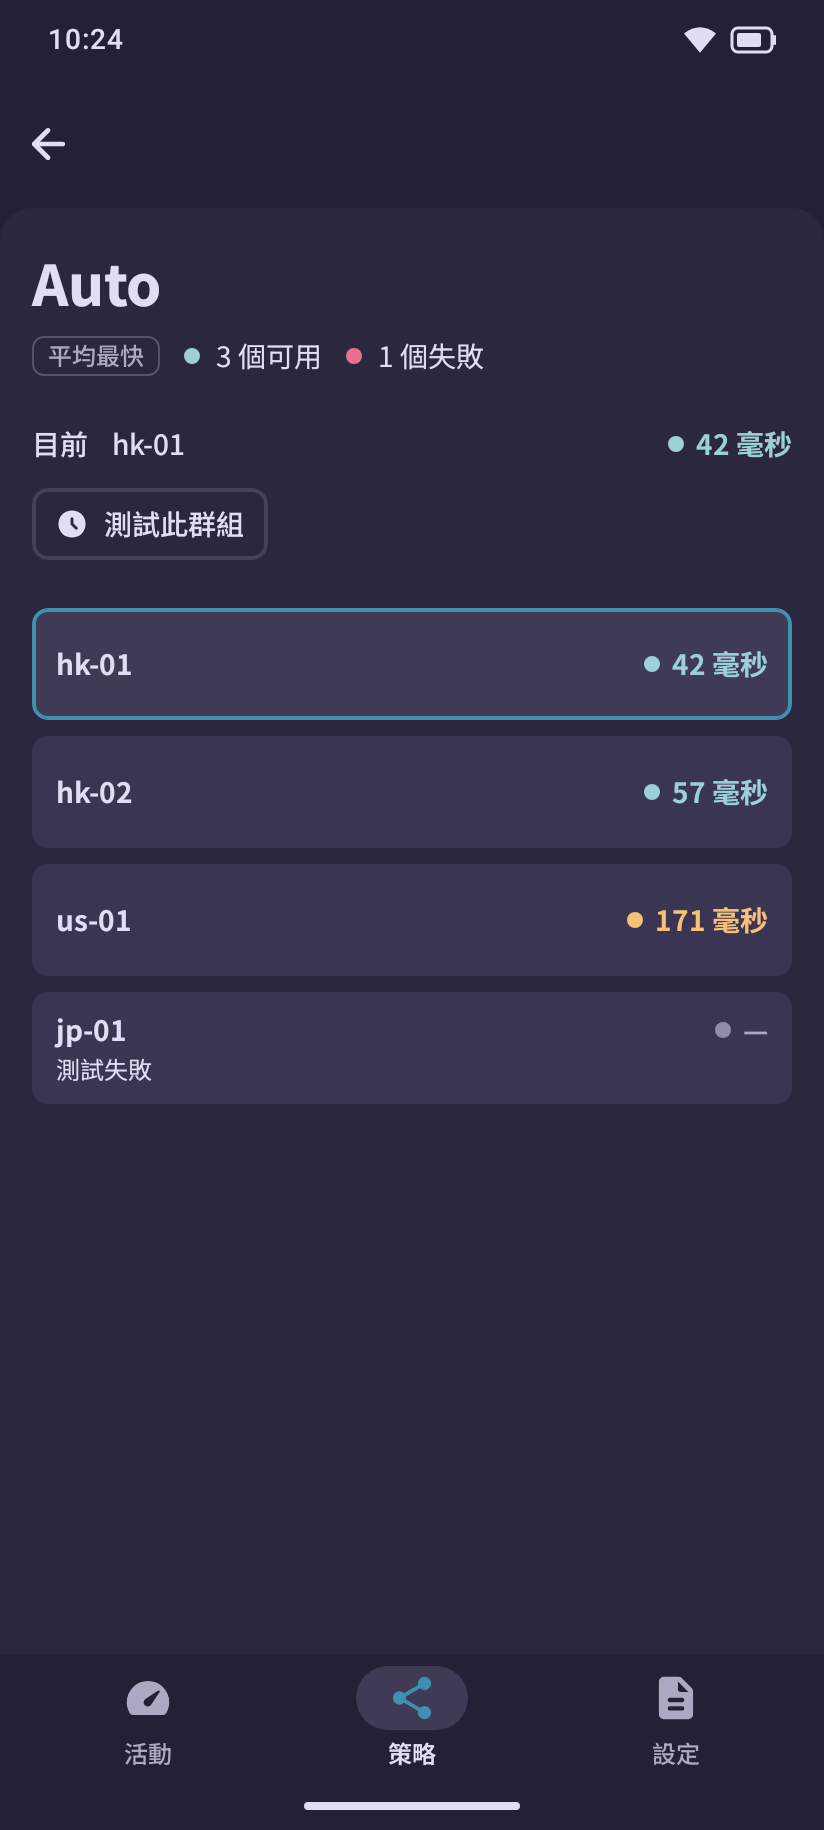 10:24
Auto
平均最快 3 個可用 1 個失敗
目前 hk-01 42 毫秒
測試此群組
hk-01 42 毫秒
hk-02 57 毫秒
us-01 171 毫秒
jp-01 —
測試失敗
活動 策略 設定